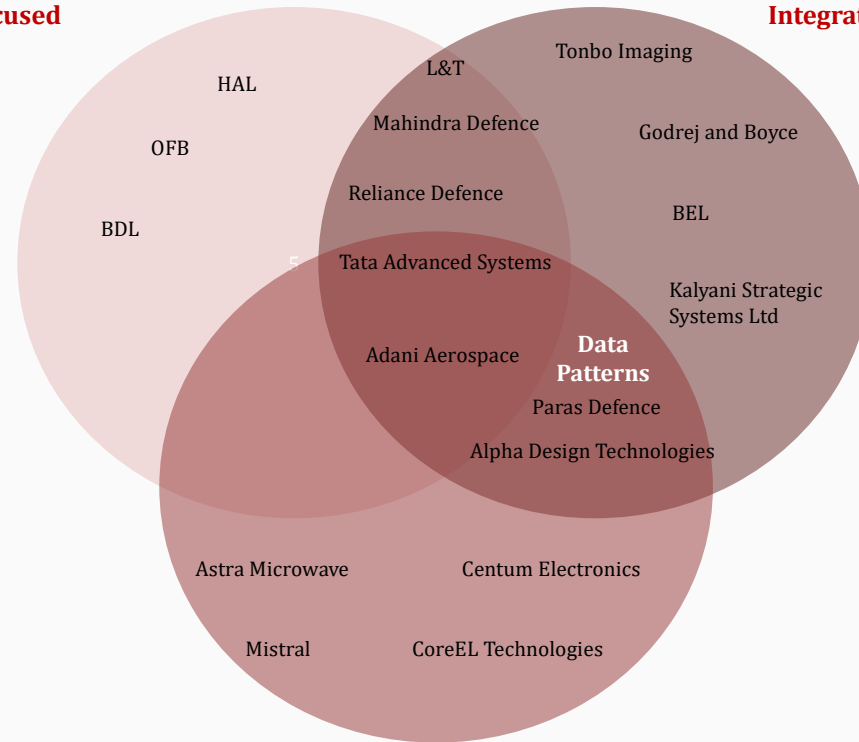 cused
Integrat
Tonbo Imaging
L&T
HAL
Mahindra Defence
Godrej and Boyce
OFB
Reliance Defence
BEL
BDL
5
Tata Advanced Systems
Kalyani Strategic
Systems Ltd
Data
Patterns
Adani Aerospace
Paras Defence
Alpha Design Technologies
Astra Microwave
Centum Electronics
Mistral
CoreEL Technologies